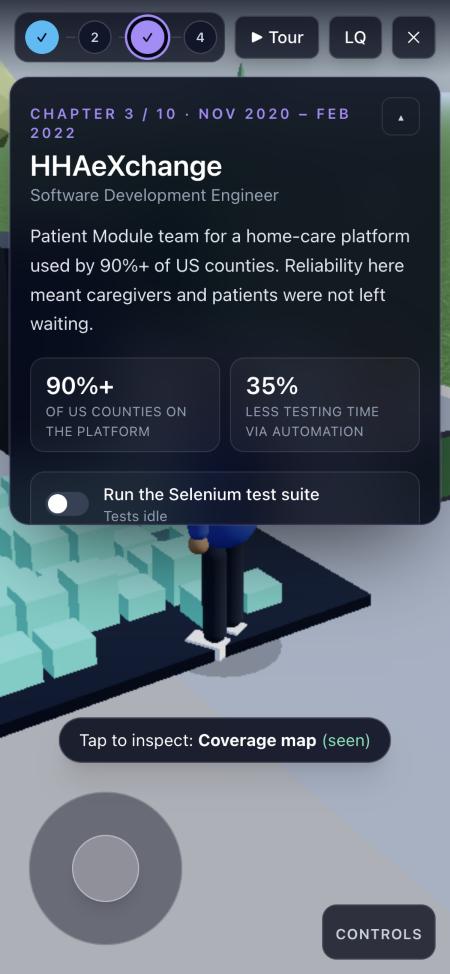 2
4
▶ Tour
LQ
CHAPTER 3 / 10 · NOV 2020 – FEB
2022
HHAeXchange
Software Development Engineer
Patient Module team for a home-care platform
used by 90%+ of US counties. Reliability here
meant caregivers and patients were not left
waiting.
90%+
OF US COUNTIES ON
THE PLATFORM
35%
LESS TESTING TIME
VIA AUTOMATION
Run the Selenium test suite
Tests idle
Tap to inspect: Coverage map (seen)
CONTROLS